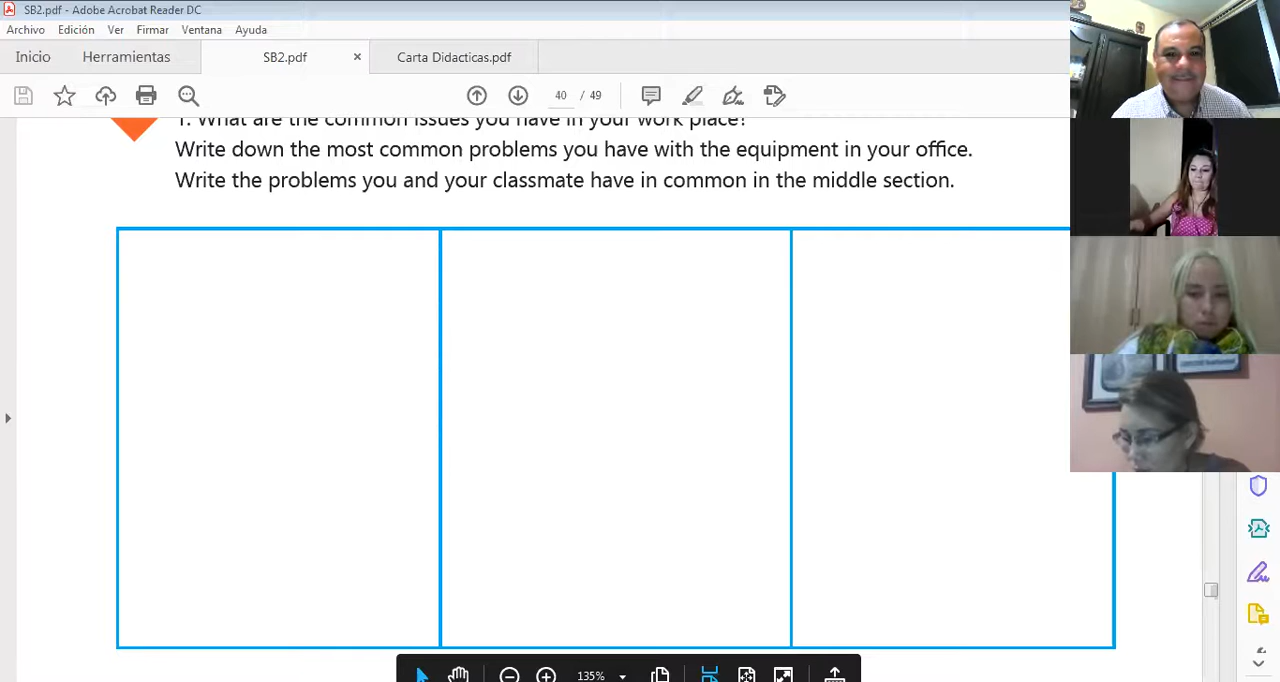 SB2.pdf - Adobe Acrobat Reader DC
Archivo Edición Ver Firmar Ventana Ayuda
Inicio Herramientas SB2.pdf × Carta Didacticas.pdf
40 / 49
1. What are the common issues you have in your work place?
Write down the most common problems you have with the equipment in your office.
Write the problems you and your classmate have in common in the middle section.
135%